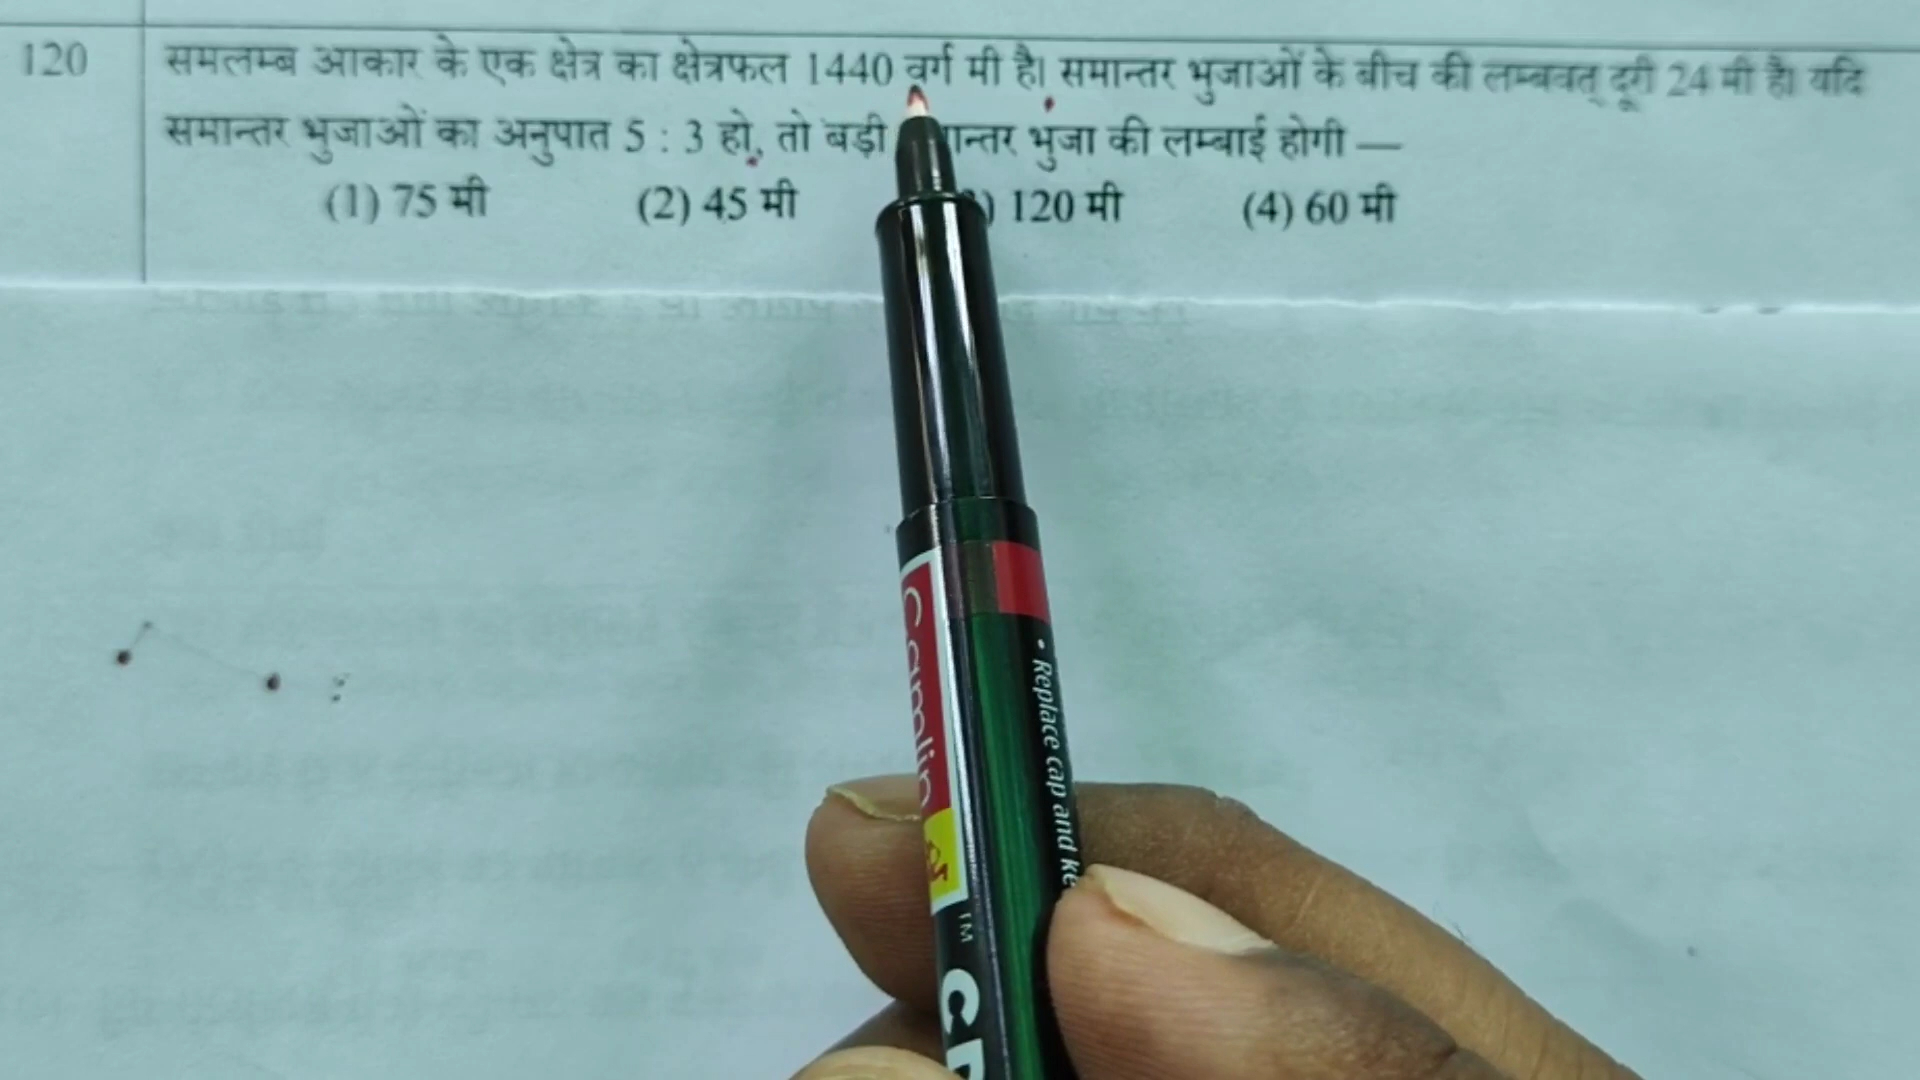 120 समलम्ब आकार के एक क्षेत्र का क्षेत्रफल 1440 वर्ग मी है। समान्तर भुजाओं के बीच की लम्बवत् दूरी 24 मी है। यदि
समान्तर भुजाओं का अनुपात 5 : 3 हो, तो बड़ी ान्तर भुजा की लम्बाई होगी —
(1) 75 मी (2) 45 मी ) 120 मी (4) 60 मी
Camlin
• Replace cap and ke
TM